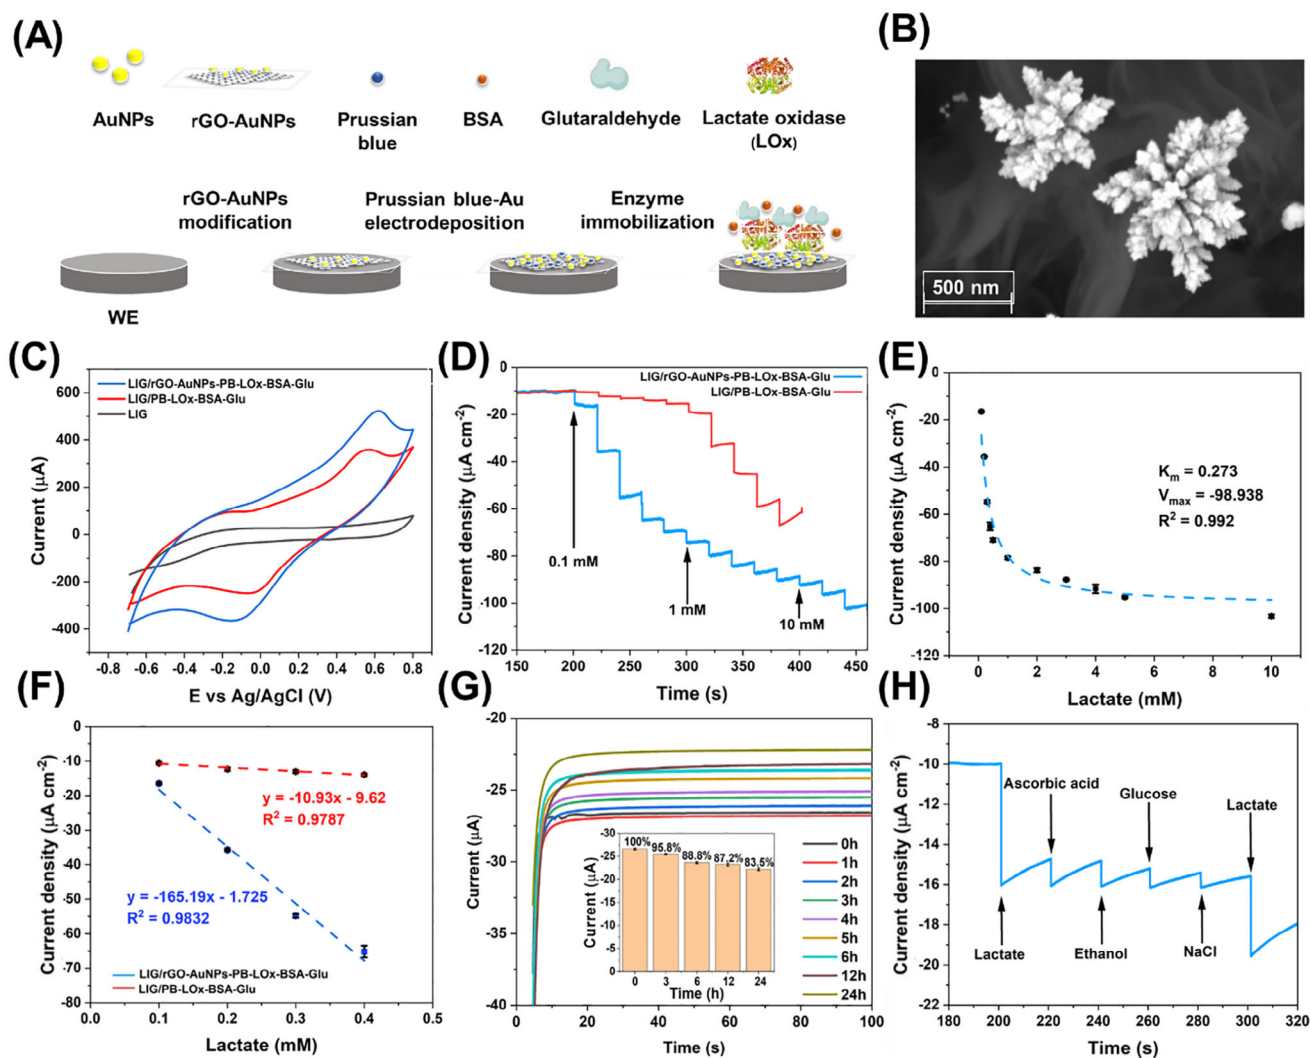 (A)
AuNPs
rGO-AuNPs
Prussian
blue
BSA
Glutaraldehyde
Lactate oxidase
(LOx)
rGO-AuNPs
modification
Prussian blue-Au
electrodeposition
Enzyme
immobilization
WE
(B)
500 nm
(C)
LIG/rGO-AuNPs-PB-LOx-BSA-Glu
LIG/PB-LOx-BSA-Glu
LIG
600
400
200
0
-200
-400
Current (µA)
-0.8 -0.6 -0.4 -0.2 0.0 0.2 0.4 0.6 0.8
E vs Ag/AgCl (V)
(D)
LIG/rGO-AuNPs-PB-LOx-BSA-Glu
LIG/PB-LOx-BSA-Glu
0
-20
-40
-60
-80
-100
-120
Current density (µA cm⁻²)
0.1 mM
1 mM
10 mM
150 200 250 300 350 400 450
Time (s)
(E)
0
-20
-40
-60
-80
-100
-120
Current density (µA cm⁻²)
Km = 0.273
Vmax = -98.938
R² = 0.992
0 2 4 6 8 10
Lactate (mM)
(F)
0
-10
-20
-30
-40
-50
-60
-70
-80
Current density (µA cm⁻²)
y = -10.93x - 9.62
R² = 0.9787
y = -165.19x - 1.725
R² = 0.9832
LIG/rGO-AuNPs-PB-LOx-BSA-Glu
LIG/PB-LOx-BSA-Glu
0.0 0.1 0.2 0.3 0.4 0.5
Lactate (mM)
(G)
-20
-25
-30
-35
-40
Current (µA)
-30
-25
-20
-15
-10
-5
0
Current (µA)
100% 95.8% 88.8% 87.2% 83.5%
0 3 6 12 24
Time (h)
0h
1h
2h
3h
4h
5h
6h
12h
24h
0 20 40 60 80 100
Time (s)
(H)
-8
-10
-12
-14
-16
-18
-20
-22
Current density (µA cm⁻²)
Ascorbic acid
Glucose
Lactate
Lactate
Ethanol
NaCl
180 200 220 240 260 280 300 320
Time (s)